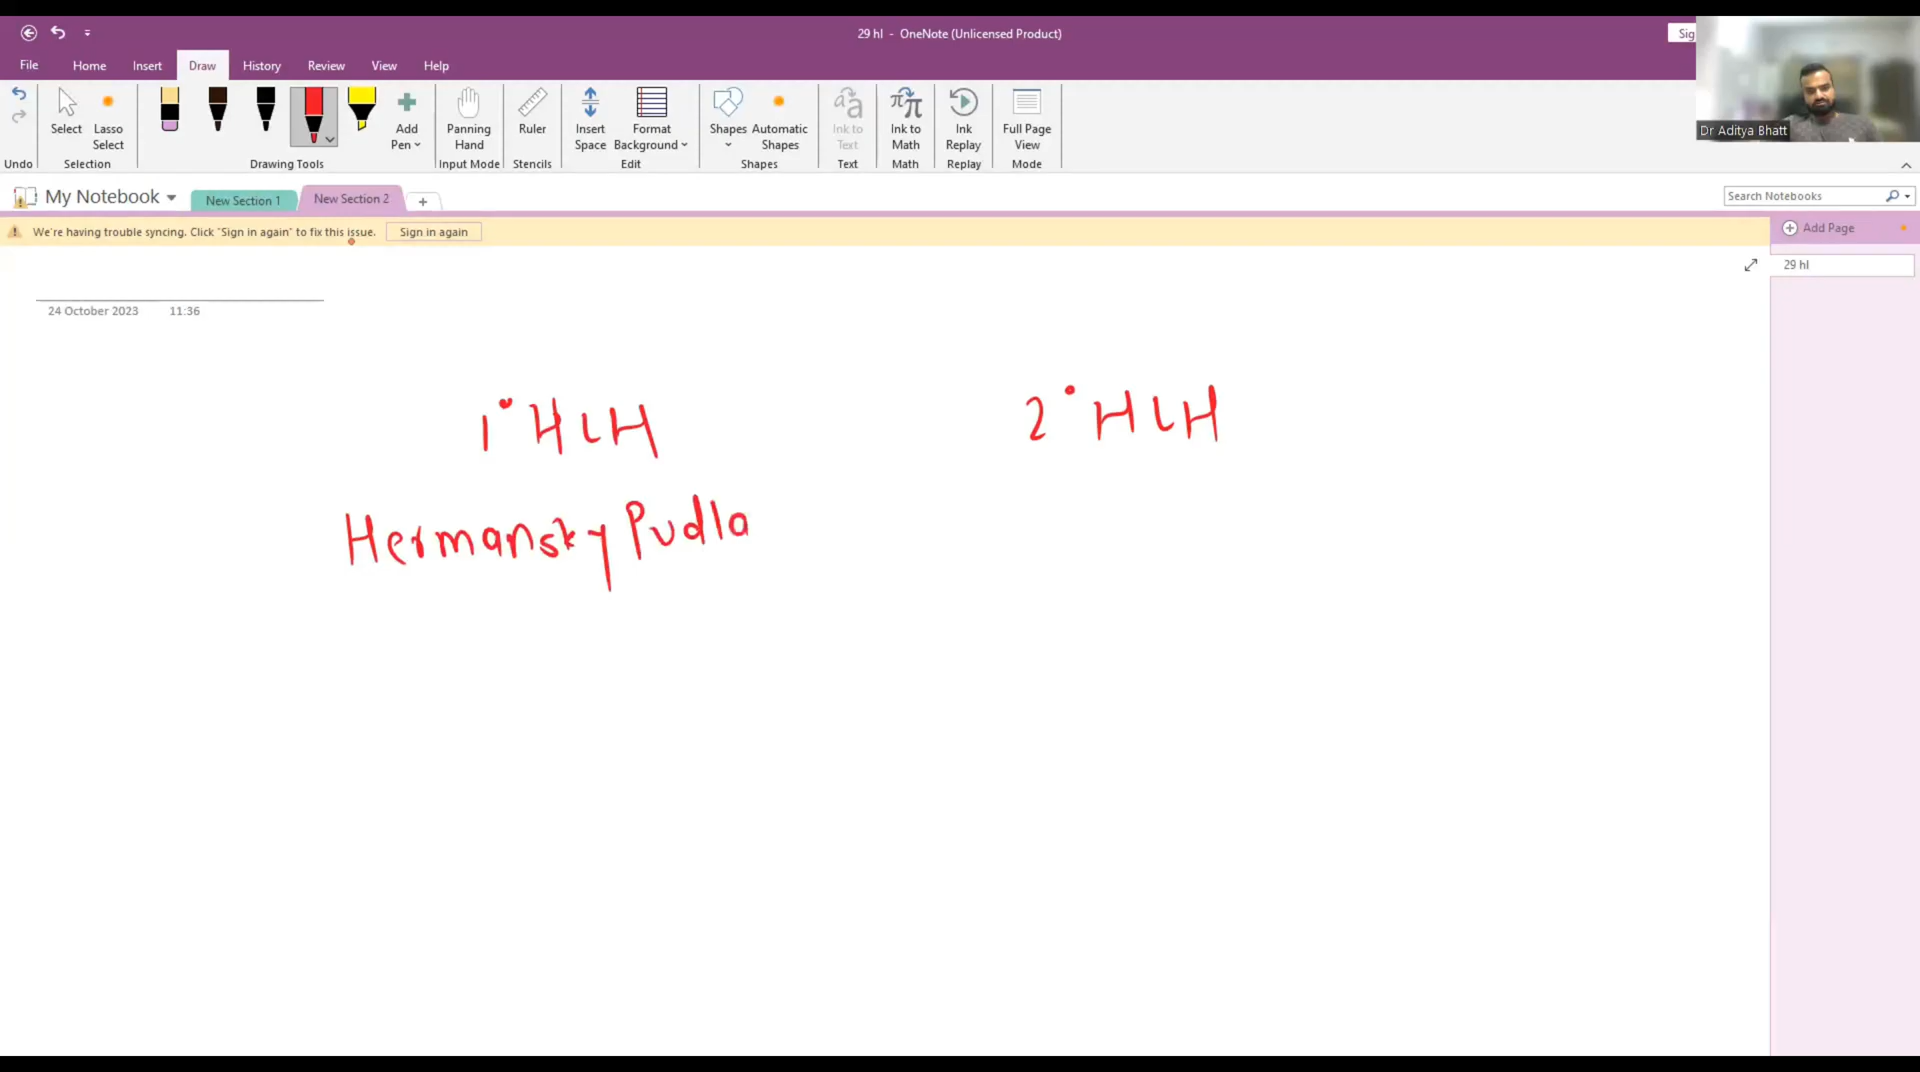 29 hl - OneNote (Unlicensed Product)
Sig
File Home Insert Draw History Review View Help
Dr Aditya Bhatt
Undo
Select
Lasso Select
Selection
Drawing Tools
Add Pen
Panning Hand
Input Mode
Ruler
Stencils
Insert Space
Format Background
Edit
Shapes
Automatic Shapes
Shapes
Ink to Text
Text
Ink to Math
Math
Ink Replay
Replay
Full Page View
Mode
My Notebook New Section 1 New Section 2
Search Notebooks
We're having trouble syncing. Click "Sign in again" to fix this issue. Sign in again
Add Page
29 hl
24 October 2023 11:36
1° HLH
2° HLH
Hermansky Pudla